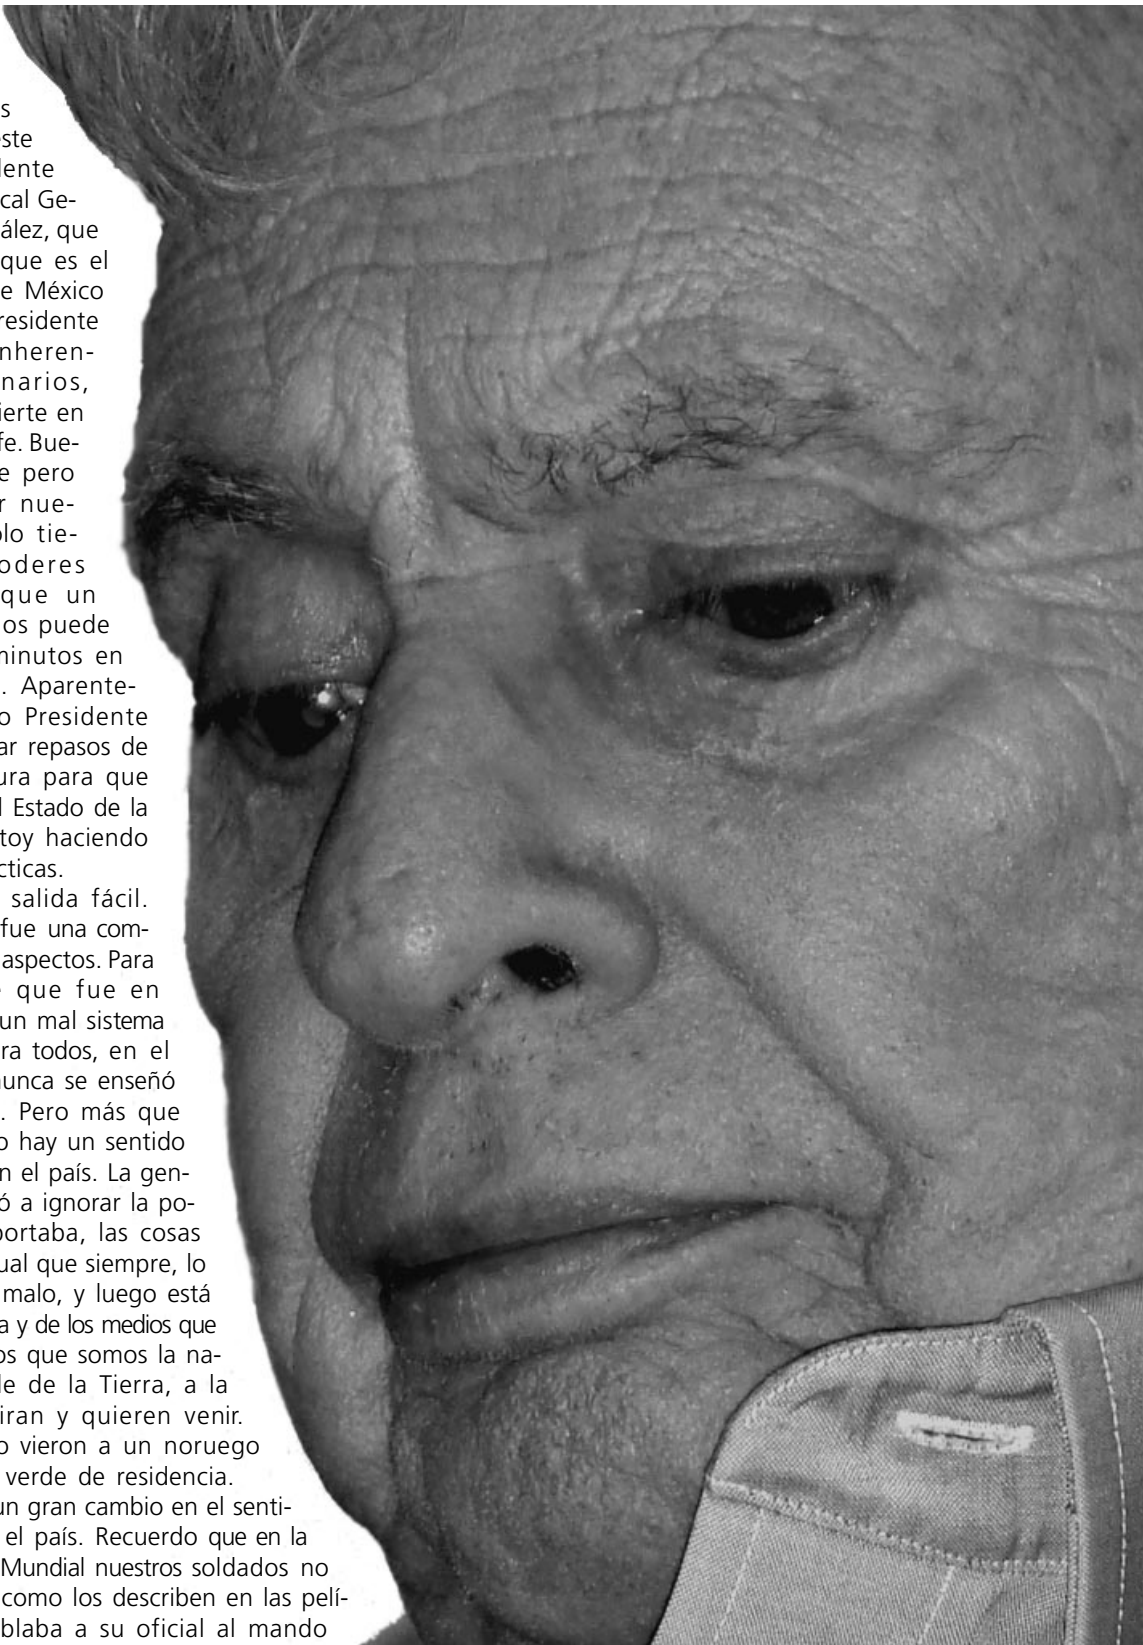 s
ste
dente
cal Ge-
ález, que
que es el
e México
residente
nheren-
narios,
ierte en
fe. Bue-
e pero
r nue-
olo tie-
oderes
que un
os puede
minutos en
. Aparente-
o Presidente
ar repasos de
ura para que
l Estado de la
toy haciendo
cticas.
salida fácil.
fue una com-
aspectos. Para
e que fue en
un mal sistema
ra todos, en el
nunca se enseñó
. Pero más que
o hay un sentido
n el país. La gen-
ó a ignorar la po-
portaba, las cosas
ual que siempre, lo
malo, y luego está
a y de los medios que
os que somos la na-
de de la Tierra, a la
iran y quieren venir.
o vieron a un noruego
verde de residencia.
un gran cambio en el senti-
el país. Recuerdo que en la
Mundial nuestros soldados no
como los describen en las pelí-
blaba a su oficial al mando